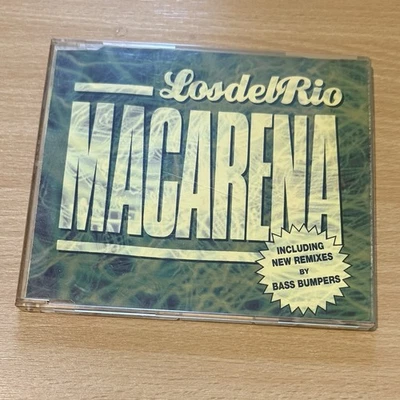 LosdelRio
MACARENA
INCLUDING
NEW REMIXES
BY
BASS BUMPERS